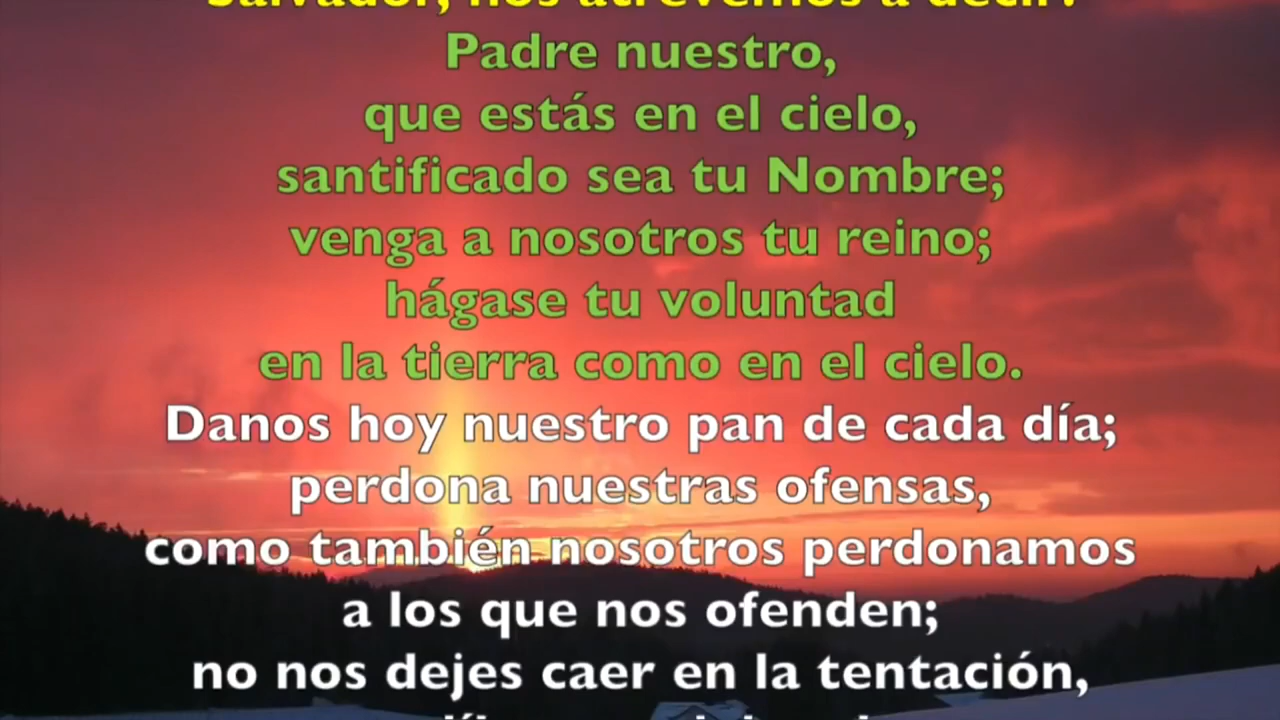 Salvador, nos atrevemos a decir:
Padre nuestro,
que estás en el cielo,
santificado sea tu Nombre;
venga a nosotros tu reino;
hágase tu voluntad
en la tierra como en el cielo.
Danos hoy nuestro pan de cada día;
perdona nuestras ofensas,
como también nosotros perdonamos
a los que nos ofenden;
no nos dejes caer en la tentación,